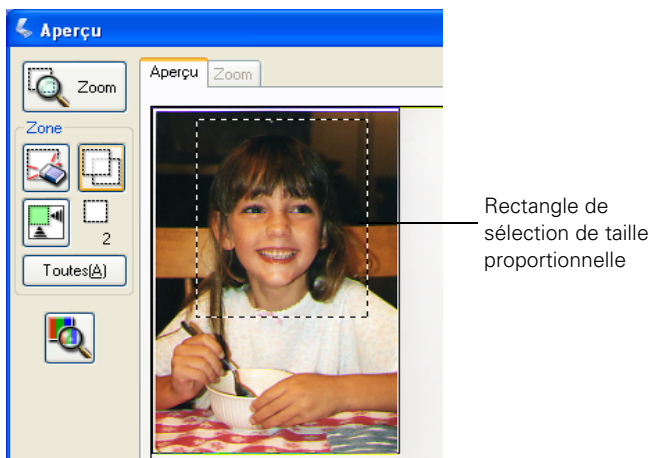 Aperçu
Aperçu Zoom
Zoom
Zone
2
Toutes(A)
Rectangle de
sélection de taille
proportionnelle